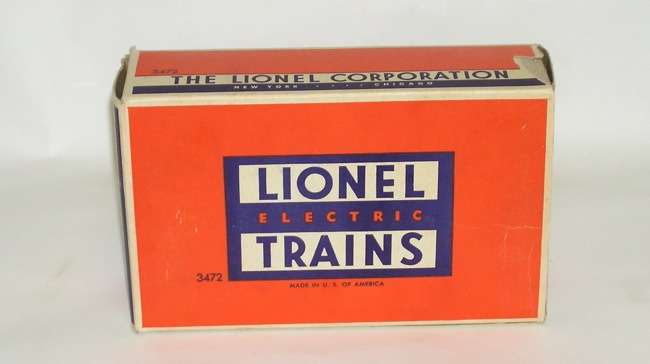 3472
THE LIONEL CORPORATION
NEW YORK · · · · CHICAGO
LIONEL
ELECTRIC
TRAINS
3472
MADE IN U. S. OF AMERICA